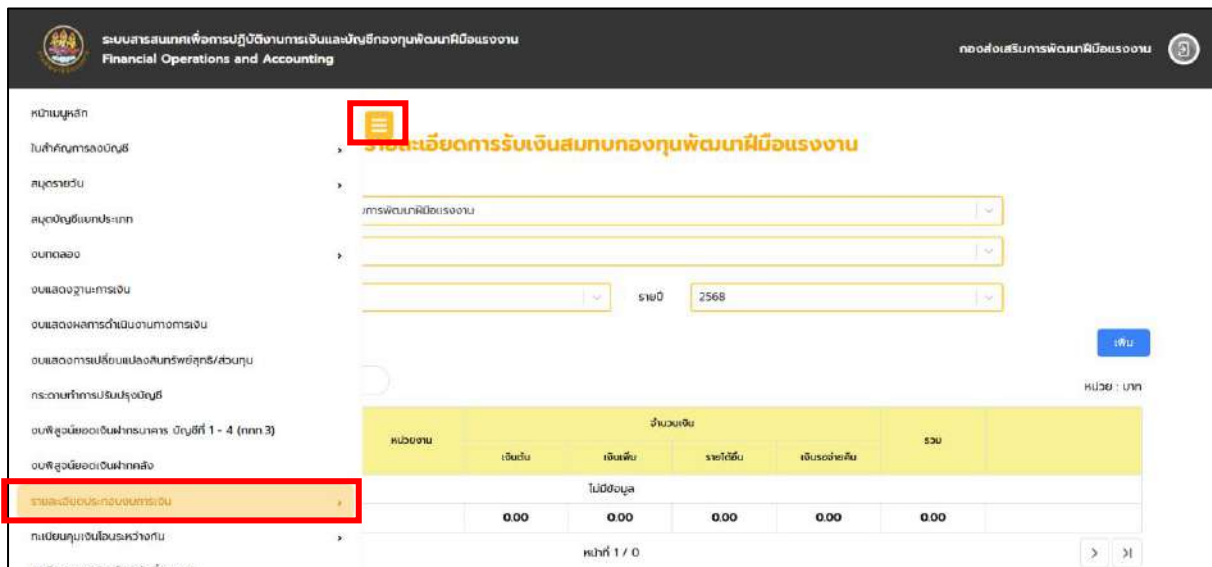 ระบบสารสนเทศเพื่อการปฏิบัติงานการเงินและบัญชีกองทุนพัฒนาฝีมือแรงงาน
Financial Operations and Accounting
กองส่งเสริมการพัฒนาฝีมือแรงงาน
หน้าเมนูหลัก
ใบสำคัญการลงบัญชี
สมุดรายวัน
สมุดบัญชีแยกประเภท
งบทดลอง
งบแสดงฐานะการเงิน
งบแสดงผลการดำเนินงานทางการเงิน
งบแสดงการเปลี่ยนแปลงสินทรัพย์สุทธิ/ส่วนทุน
กระดาษทำการปรับปรุงบัญชี
งบพิสูจน์ยอดเงินฝากธนาคาร บัญชีที่ 1 - 4 (กกท.3)
งบพิสูจน์ยอดเงินฝากคลัง
รายละเอียดประกอบงบการเงิน
ทะเบียนคุมเงินโอนระหว่างกัน
รายละเอียดการรับเงินสมทบกองทุนพัฒนาฝีมือแรงงาน
การพัฒนาฝีมือแรงงาน
รายปี 2568
เพิ่ม
หน่วย : บาท
หน่วยงาน จำนวนเงิน รวม
เงินต้น เงินเพิ่ม รายได้อื่น เงินรอจ่ายคืน
ไม่มีข้อมูล
0.00 0.00 0.00 0.00 0.00
หน้าที่ 1 / 0